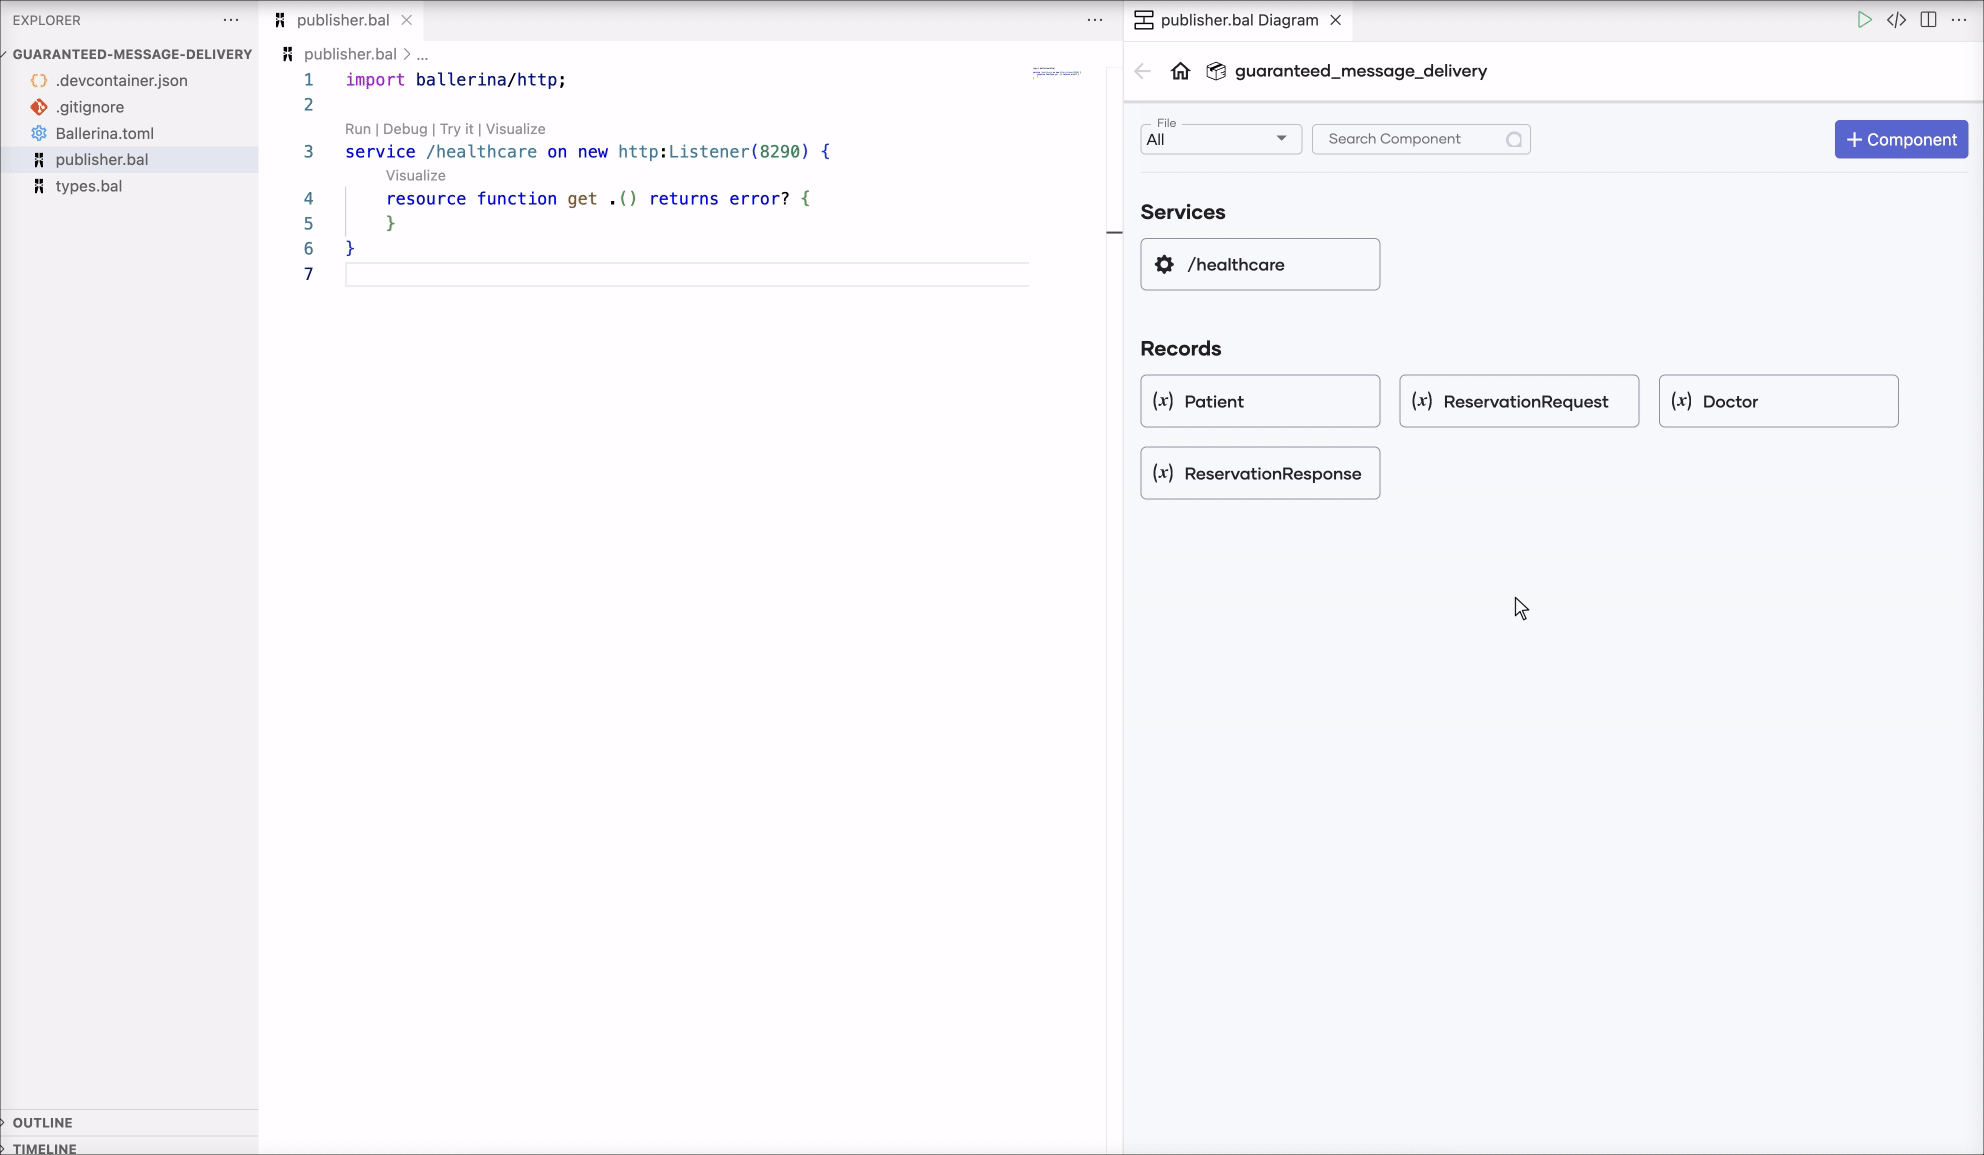 EXPLORER
GUARANTEED-MESSAGE-DELIVERY
.devcontainer.json
.gitignore
Ballerina.toml
publisher.bal
types.bal
OUTLINE
TIMELINE
publisher.bal
publisher.bal > ...
1 import ballerina/http;
2
Run | Debug | Try it | Visualize
3 service /healthcare on new http:Listener(8290) {
Visualize
4 resource function get .() returns error? {
5 }
6 }
7
publisher.bal Diagram
guaranteed_message_delivery
File
All
Search Component
+ Component
Services
/healthcare
Records
(x) Patient
(x) ReservationRequest
(x) Doctor
(x) ReservationResponse